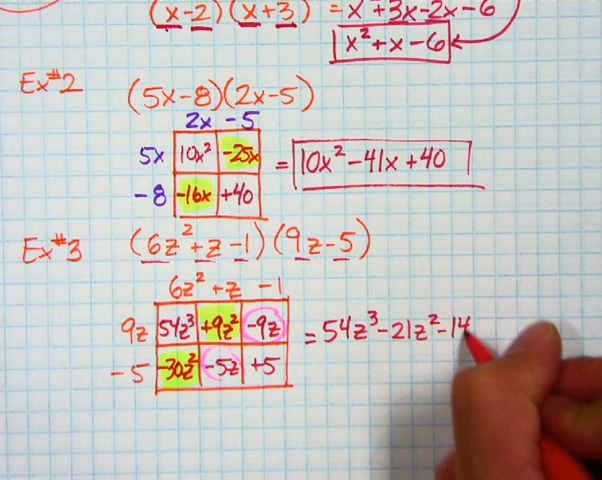 (x-2)(x+3) = x²+3x-2x-6
x²+x-6
Ex#2 (5x-8)(2x-5)
2x -5
5x 10x² -25x = 10x²-41x+40
-8 -16x +40
Ex#3 (6z²+z-1)(9z-5)
6z²+z -1
9z 54z³ +9z² -9z = 54z³-21z²-14
-5 -30z² -5z +5